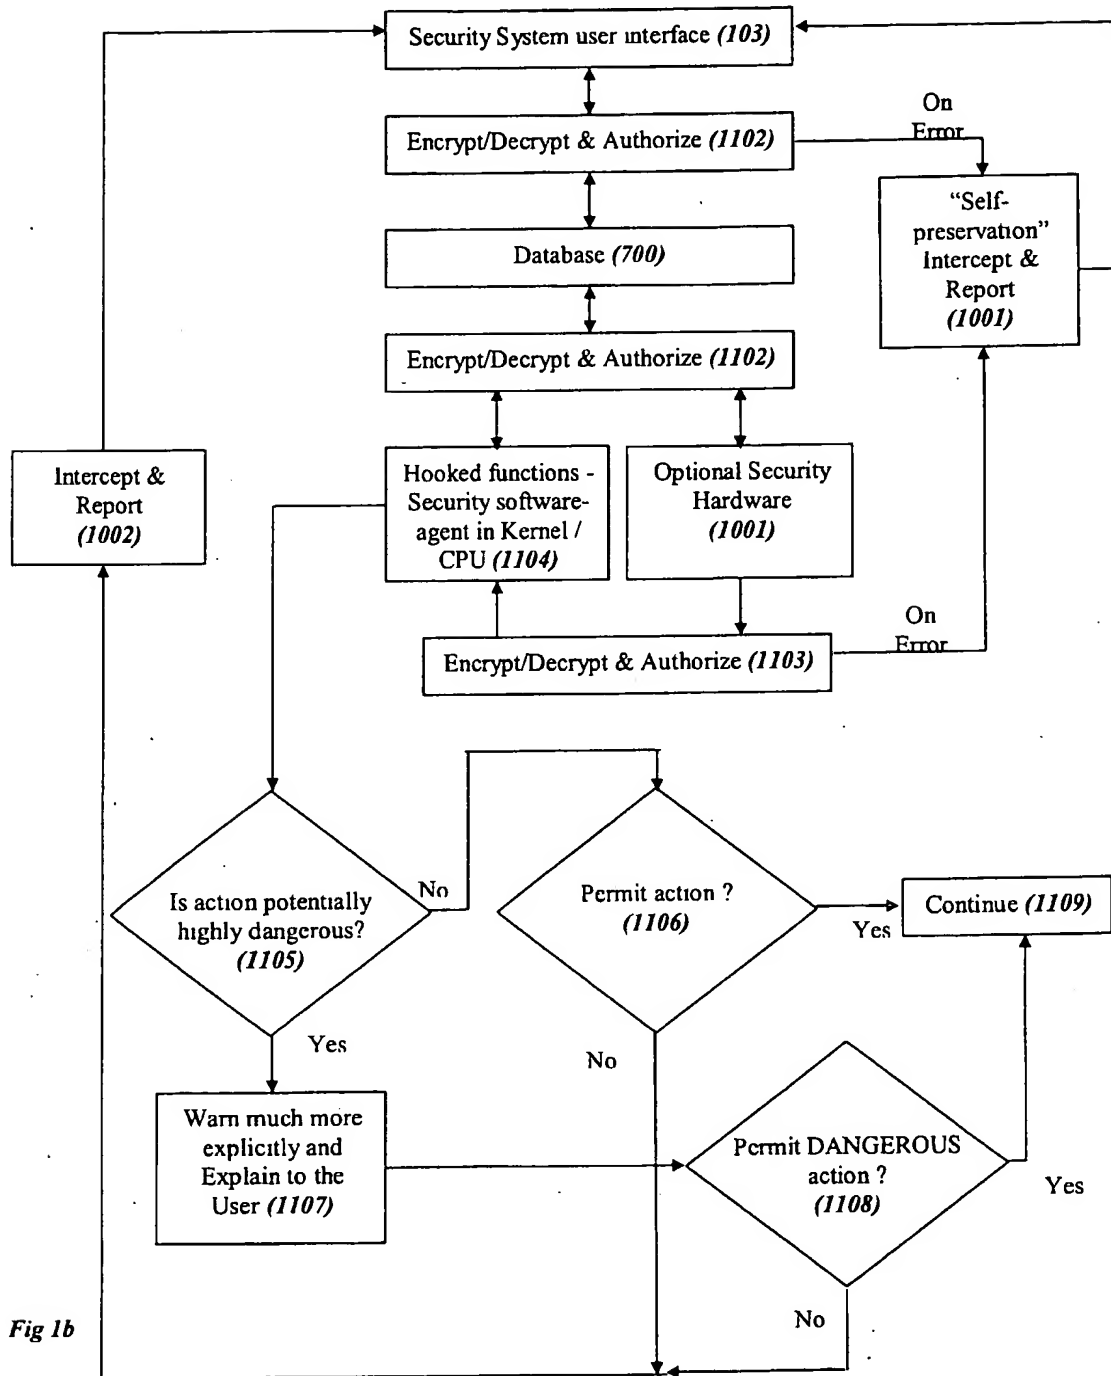 Security System user interface (103)
On
Error
Encrypt/Decrypt & Authorize (1102)
“Self-
preservation”
Intercept &
Report
(1001)
Database (700)
Encrypt/Decrypt & Authorize (1102)
Intercept &
Report
(1002)
Hooked functions -
Security software-
agent in Kernel /
CPU (1104)
Optional Security
Hardware
(1001)
On
Error
Encrypt/Decrypt & Authorize (1103)
Is action potentially
highly dangerous?
(1105)
No
Permit action ?
(1106)
Yes
Continue (1109)
Yes
No
Warn much more
explicitly and
Explain to the
User (1107)
Permit DANGEROUS
action ?
(1108)
Yes
No
Fig 1b